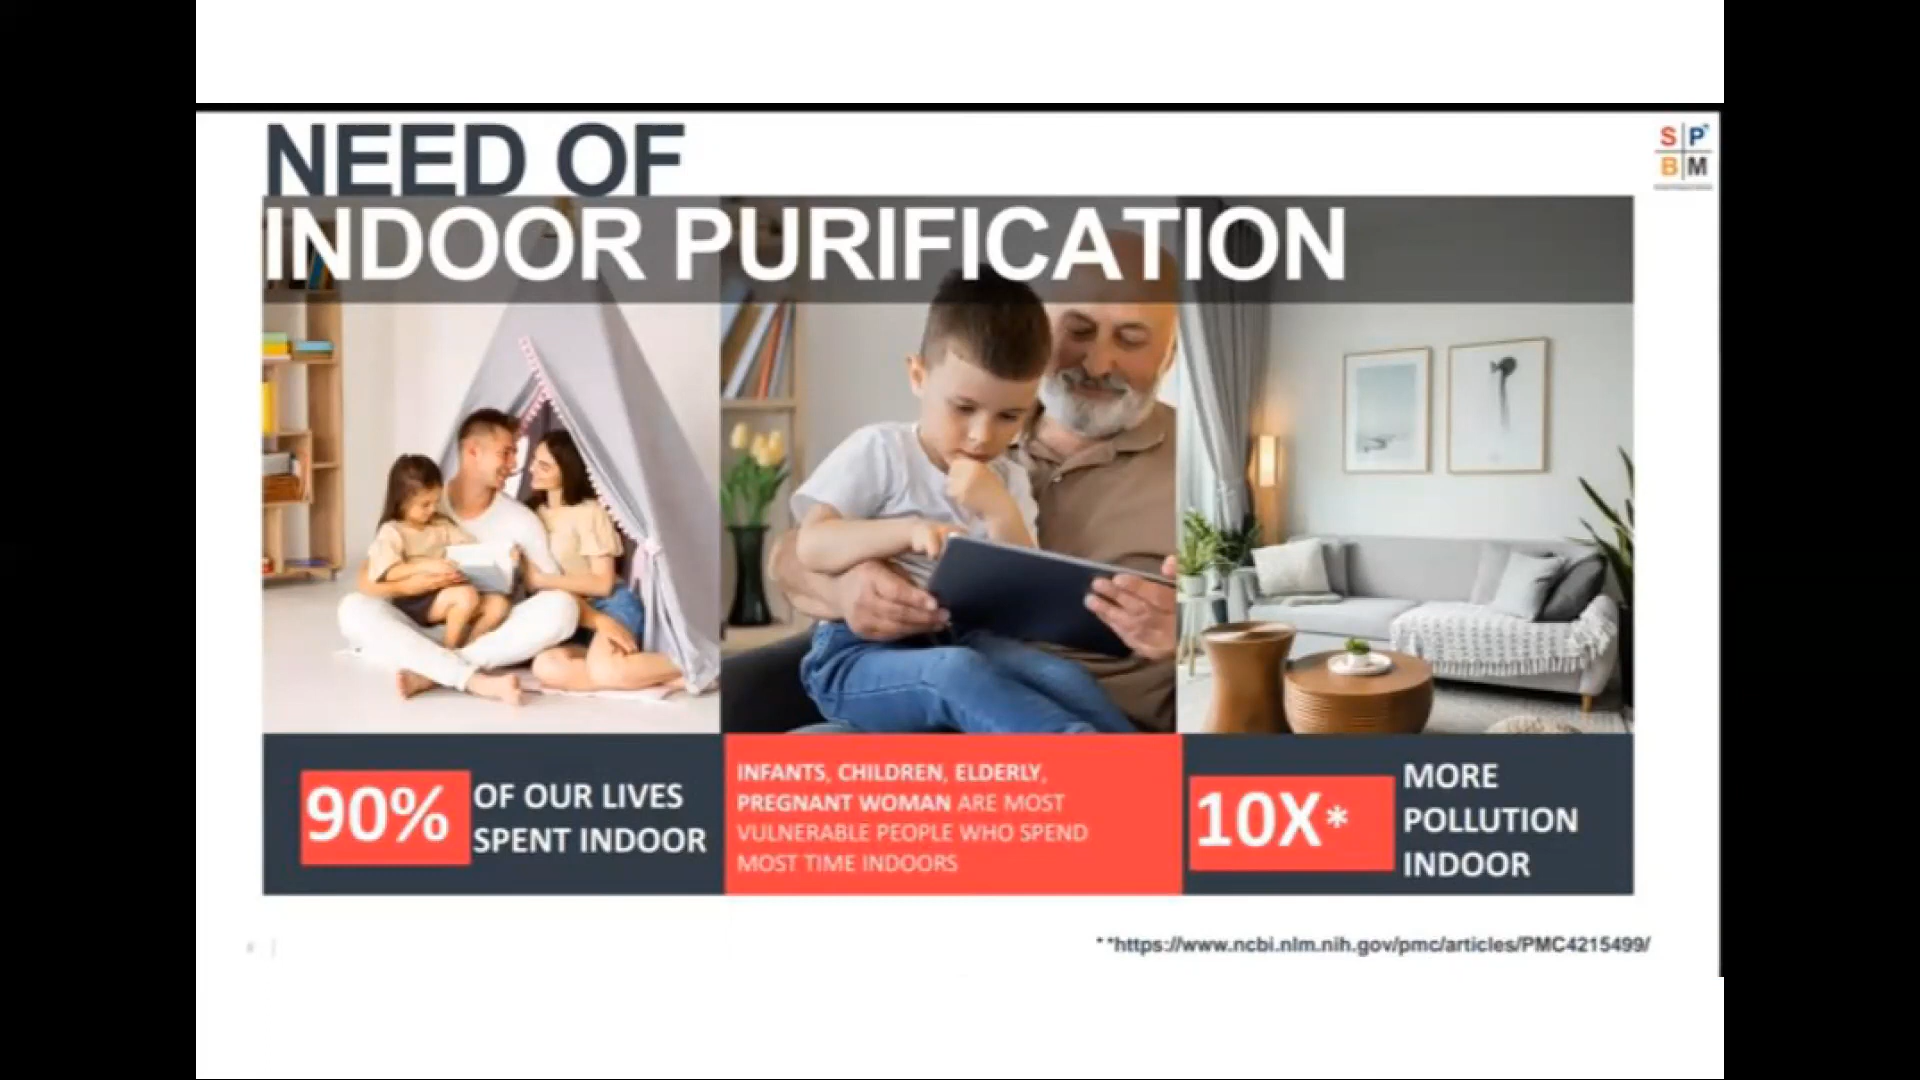 NEED OF
INDOOR PURIFICATION
S P
B M
90%
OF OUR LIVES
SPENT INDOOR
INFANTS, CHILDREN, ELDERLY,
PREGNANT WOMAN ARE MOST
VULNERABLE PEOPLE WHO SPEND
MOST TIME INDOORS
10X*
MORE
POLLUTION
INDOOR
**https://www.ncbi.nlm.nih.gov/pmc/articles/PMC4215499/